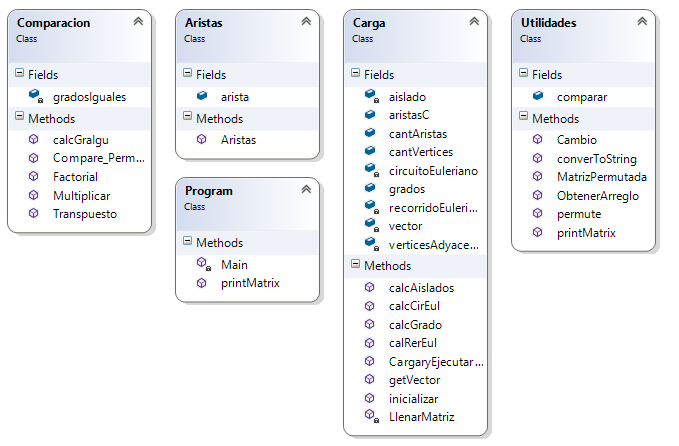 Comparacion
Class
Fields
gradosIguales
Methods
calcGraIgu
Compare_Perm...
Factorial
Multiplicar
Transpuesto
Aristas
Class
Fields
arista
Methods
Aristas
Program
Class
Methods
Main
printMatrix
Carga
Class
Fields
aislado
aristasC
cantAristas
cantVertices
circuitoEuleriano
grados
recorridoEuleri...
vector
verticesAdyace...
Methods
calcAislados
calcCirEul
calcGrado
calRerEul
CargaryEjecutar...
getVector
inicializar
LlenarMatriz
Utilidades
Class
Fields
comparar
Methods
Cambio
converToString
MatrizPermutada
ObtenerArreglo
permute
printMatrix